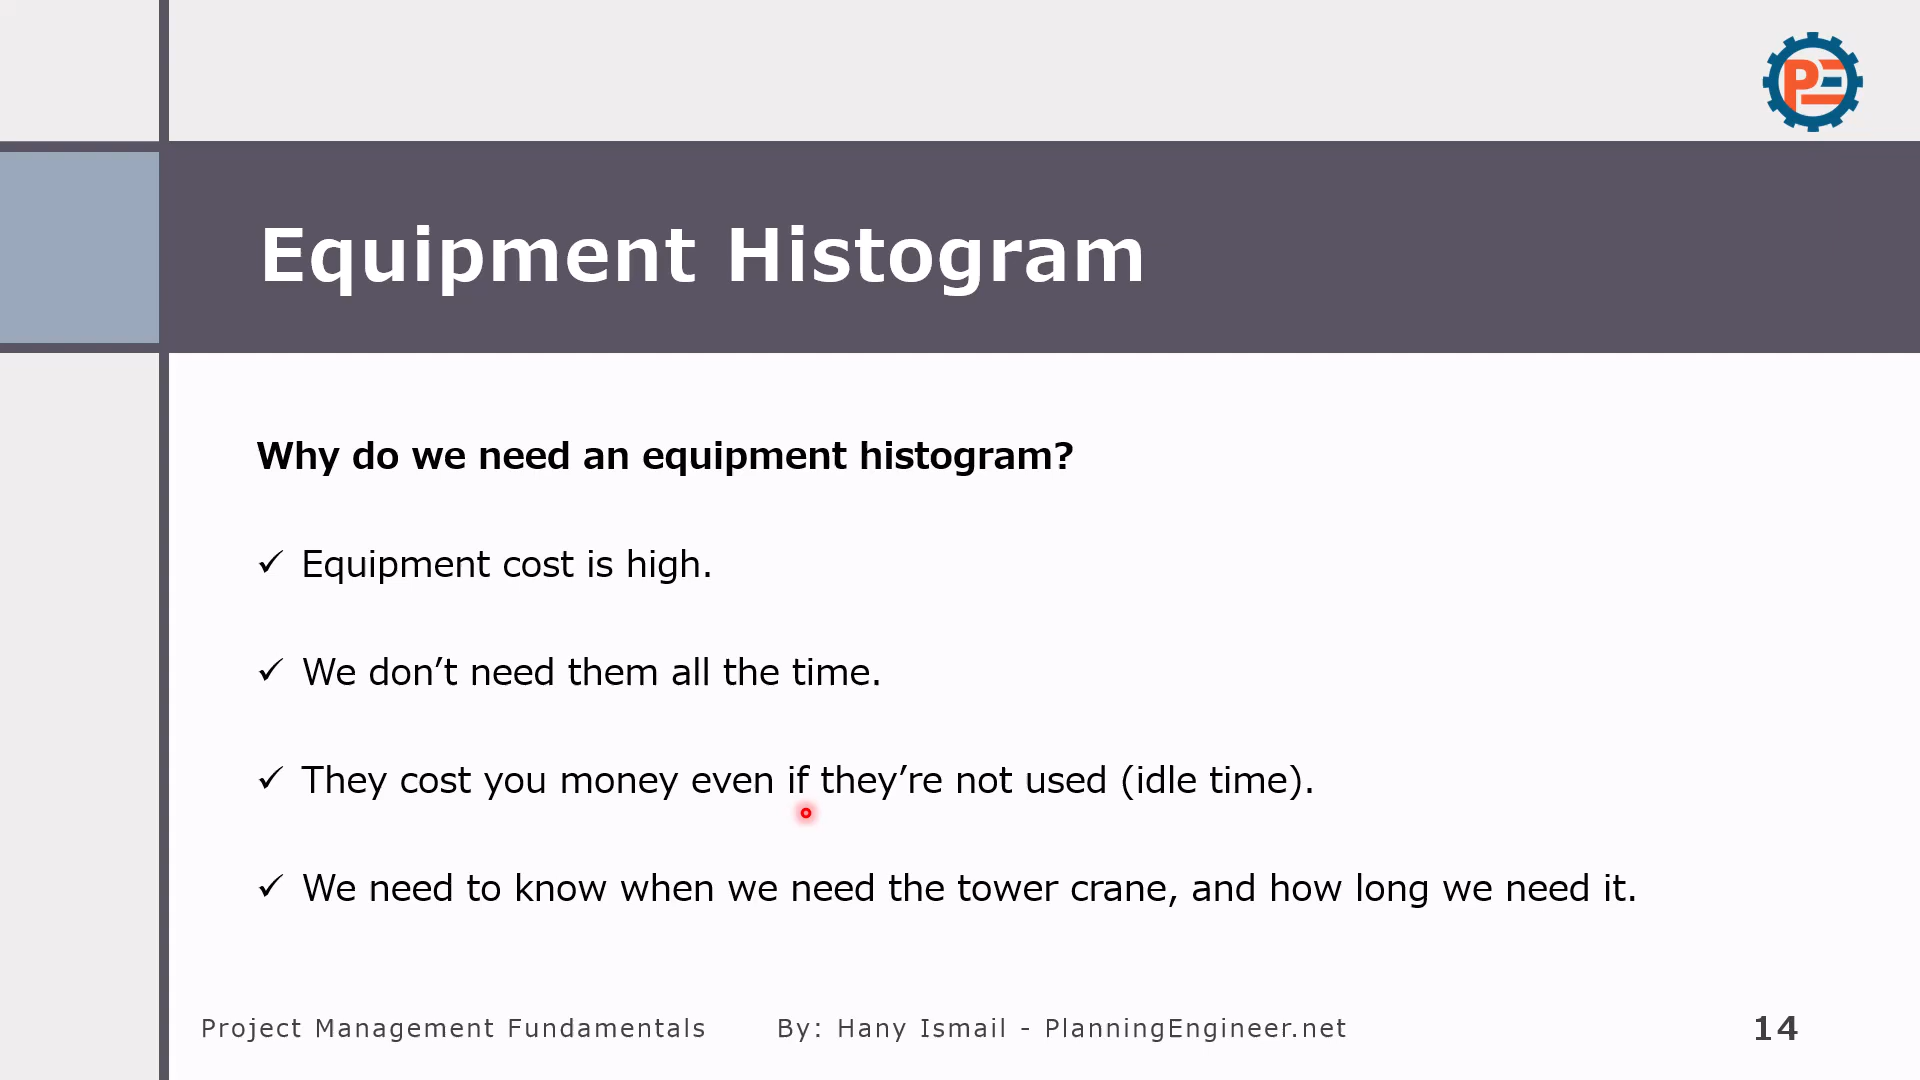 PE
Equipment Histogram
Why do we need an equipment histogram?
✓ Equipment cost is high.
✓ We don’t need them all the time.
✓ They cost you money even if they’re not used (idle time).
✓ We need to know when we need the tower crane, and how long we need it.
Project Management Fundamentals By: Hany Ismail - PlanningEngineer.net 14